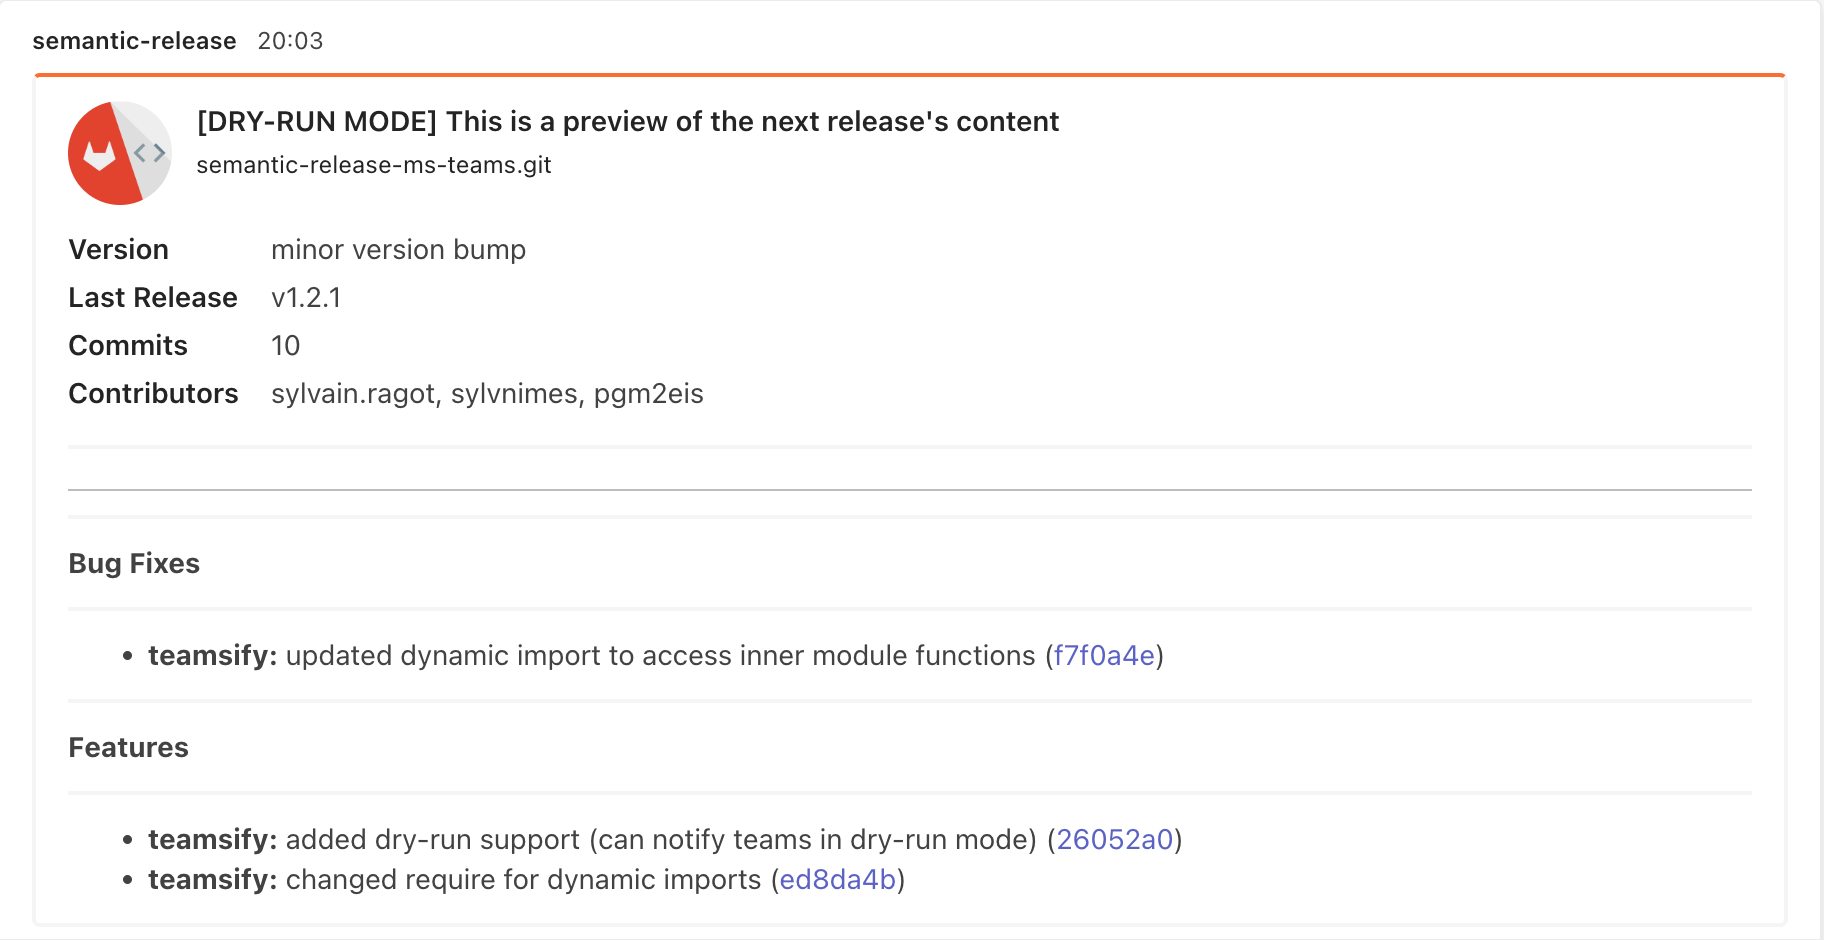 semantic-release 20:03
[DRY-RUN MODE] This is a preview of the next release's content
semantic-release-ms-teams.git
Version minor version bump
Last Release v1.2.1
Commits 10
Contributors sylvain.ragot, sylvnimes, pgm2eis
Bug Fixes
• teamsify: updated dynamic import to access inner module functions (f7f0a4e)
Features
• teamsify: added dry-run support (can notify teams in dry-run mode) (26052a0)
• teamsify: changed require for dynamic imports (ed8da4b)